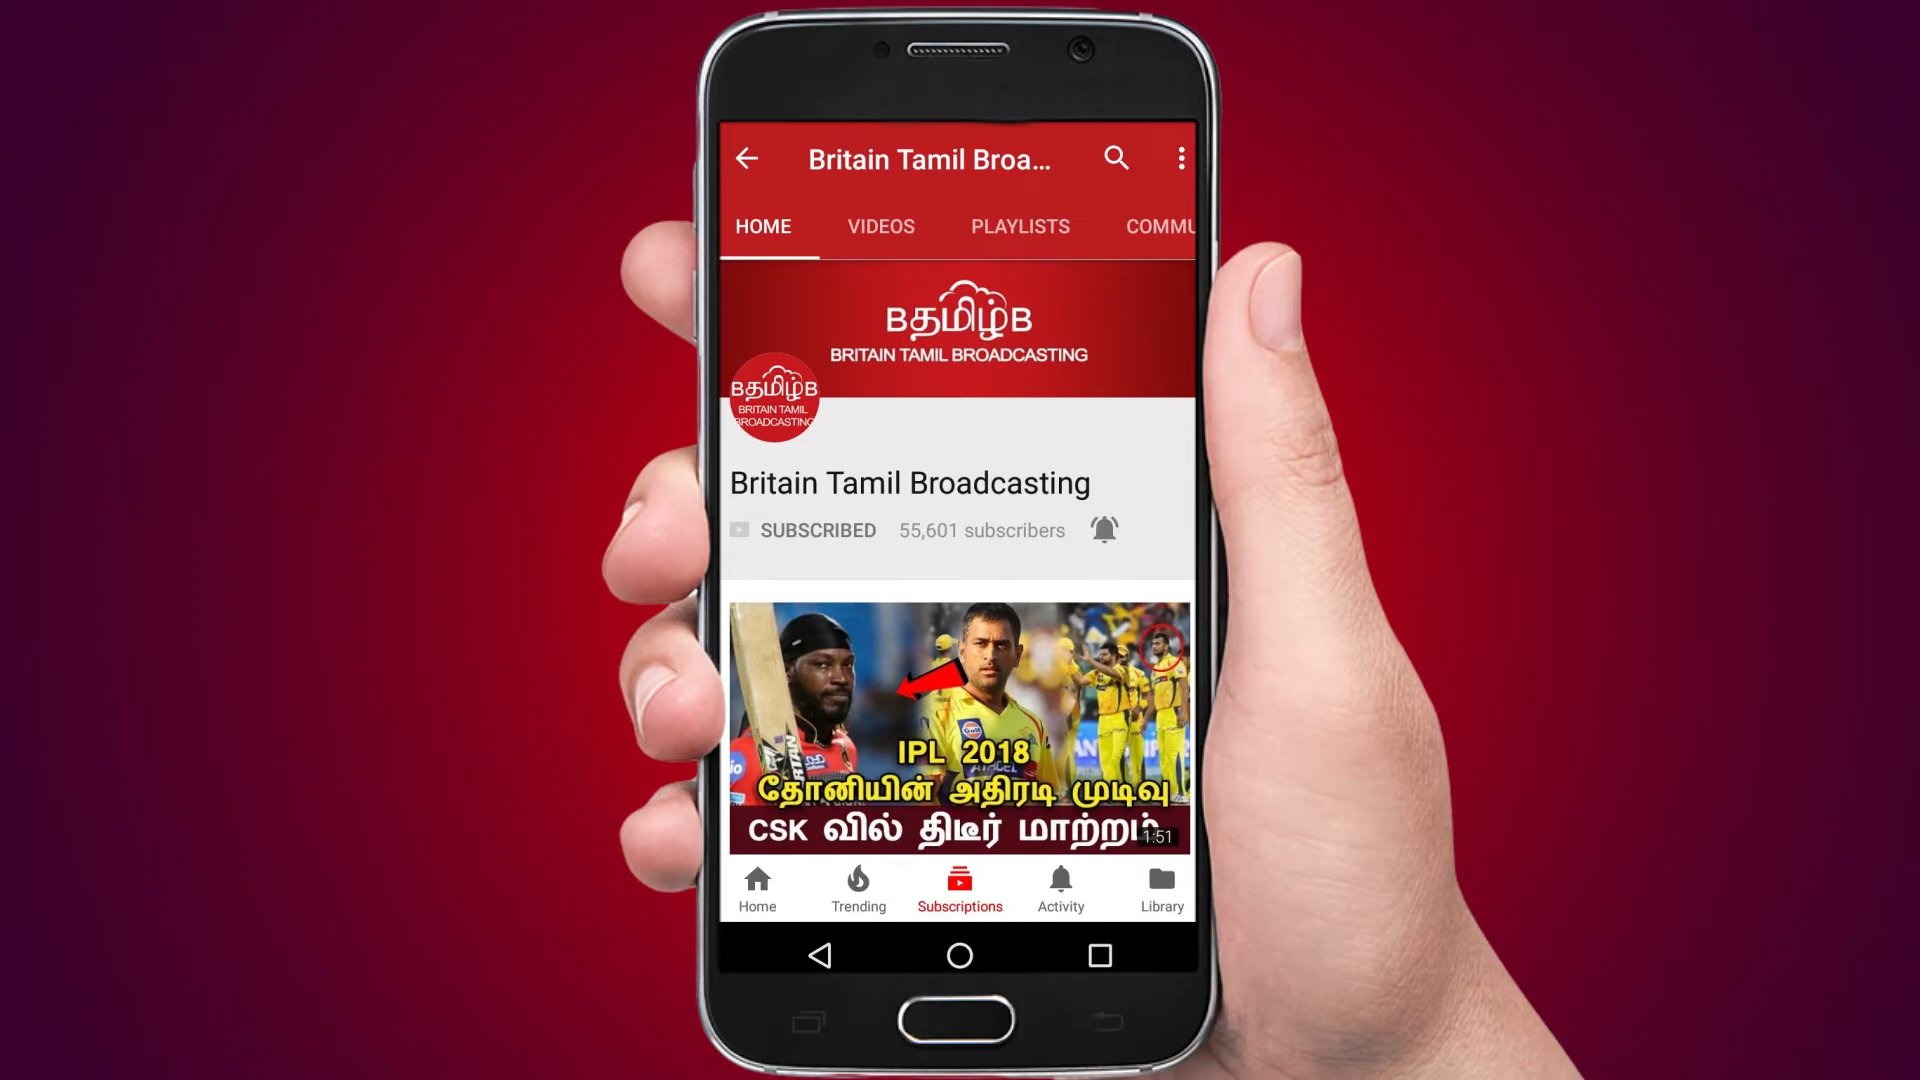 Britain Tamil Broa...
HOME VIDEOS PLAYLISTS COMMU
Bதமிழ்B
BRITAIN TAMIL BROADCASTING
Bதமிழ்B
BRITAIN TAMIL
BROADCASTING
Britain Tamil Broadcasting
SUBSCRIBED 55,601 subscribers
Gulf
IPL 2018
தோனியின் அதிரடி முடிவு
CSK வில் திடீர் மாற்றம்
1:51
Home Trending Subscriptions Activity Library